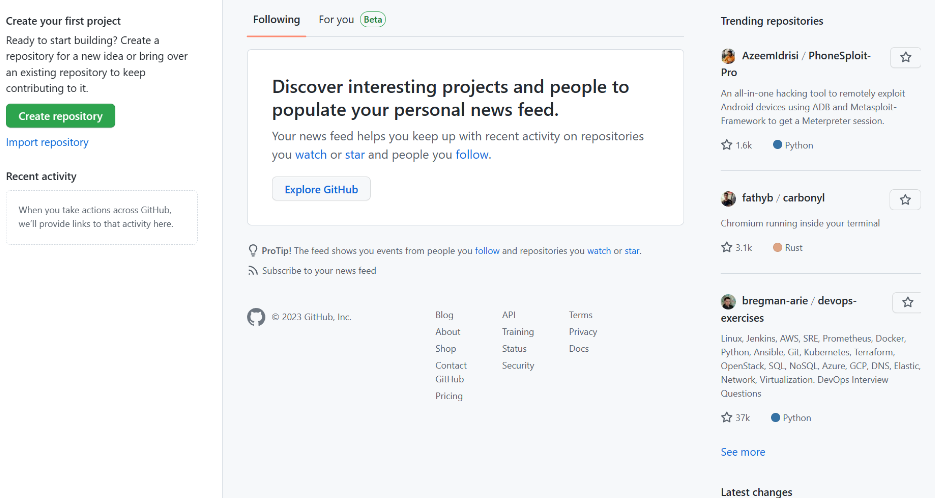 Create your first project
Ready to start building? Create a
repository for a new idea or bring over
an existing repository to keep
contributing to it.
Create repository
Import repository
Recent activity
When you take actions across GitHub,
we'll provide links to that activity here.
Following
For you Beta
Discover interesting projects and people to
populate your personal news feed.
Your news feed helps you keep up with recent activity on repositories
you watch or star and people you follow.
Explore GitHub
ProTip! The feed shows you events from people you follow and repositories you watch or star.
Subscribe to your news feed
© 2023 GitHub, Inc.
Blog
About
Shop
Contact
GitHub
Pricing
API
Training
Status
Security
Terms
Privacy
Docs
Trending repositories
AzeemIdrisi / PhoneSploit-
Pro
An all-in-one hacking tool to remotely exploit
Android devices using ADB and Metasploit-
Framework to get a Meterpreter session.
1.6k Python
fathyb / carbonyl
Chromium running inside your terminal
3.1k Rust
bregman-arie / devops-
exercises
Linux, Jenkins, AWS, SRE, Prometheus, Docker,
Python, Ansible, Git, Kubernetes, Terraform,
OpenStack, SQL, NoSQL, Azure, GCP, DNS, Elastic,
Network, Virtualization. DevOps Interview
Questions
37k Python
See more
Latest changes